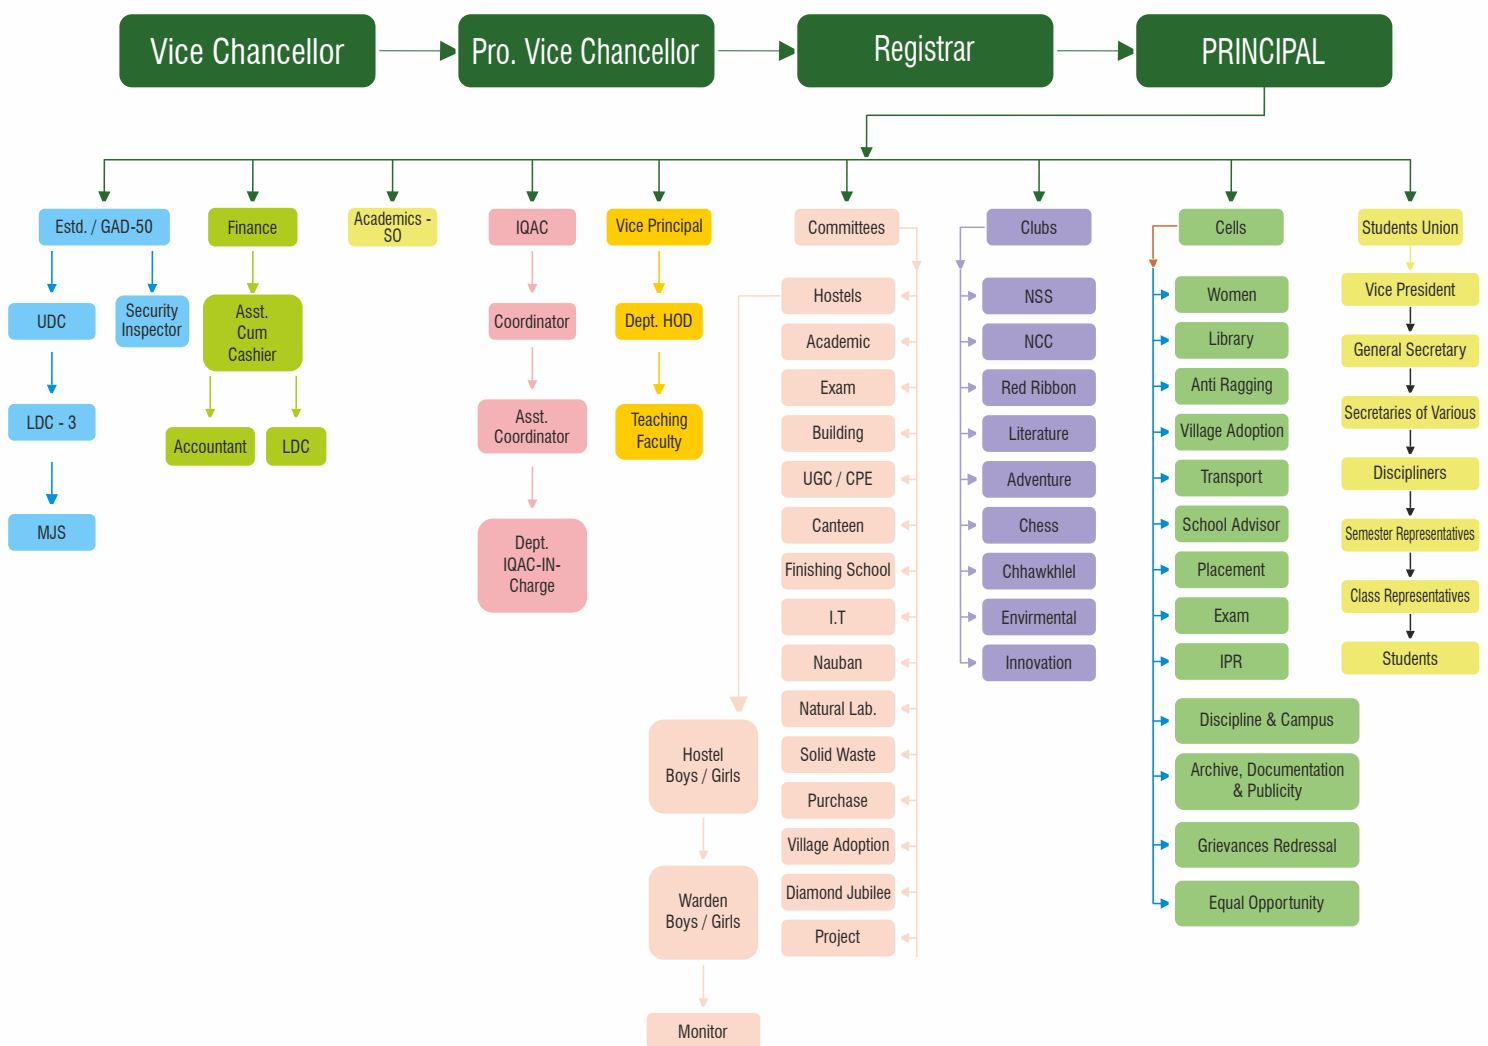 Vice Chancellor
Pro. Vice Chancellor
Registrar
PRINCIPAL
Estd. / GAD-50
Finance
Academics -
SO
IQAC
Vice Principal
Committees
Clubs
Cells
Students Union
UDC
Security
Inspector
LDC - 3
MJS
Asst.
Cum
Cashier
Accountant
LDC
Coordinator
Asst.
Coordinator
Dept.
IQAC-IN-
Charge
Dept. HOD
Teaching
Faculty
Hostels
Academic
Exam
Building
UGC / CPE
Canteen
Finishing School
I.T
Nauban
Natural Lab.
Solid Waste
Purchase
Village Adoption
Diamond Jubilee
Project
Hostel
Boys / Girls
Warden
Boys / Girls
Monitor
NSS
NCC
Red Ribbon
Literature
Adventure
Chess
Chhawkhlel
Envirmental
Innovation
Women
Library
Anti Ragging
Village Adoption
Transport
School Advisor
Placement
Exam
IPR
Discipline & Campus
Archive, Documentation
& Publicity
Grievances Redressal
Equal Opportunity
Vice President
General Secretary
Secretaries of Various
Discipliners
Semester Representatives
Class Representatives
Students